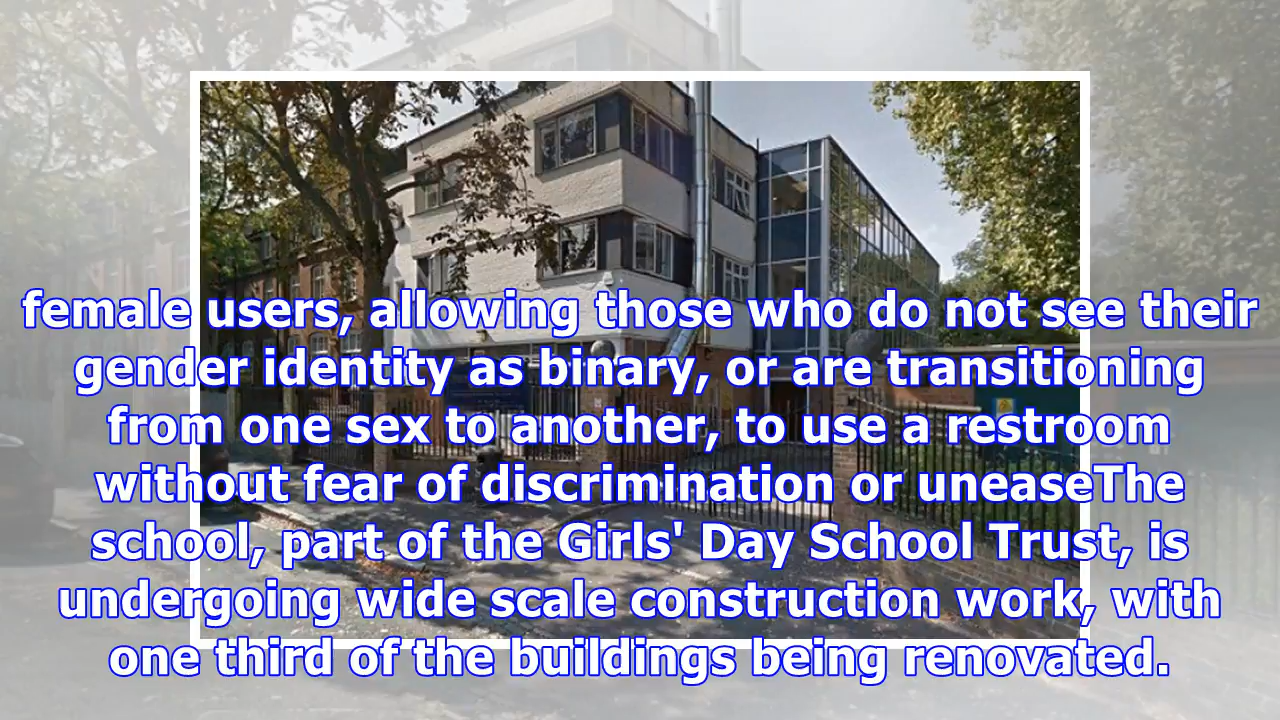 female users, allowing those who do not see their
gender identity as binary, or are transitioning
from one sex to another, to use a restroom
without fear of discrimination or uneaseThe
school, part of the Girls' Day School Trust, is
undergoing wide scale construction work, with
one third of the buildings being renovated.